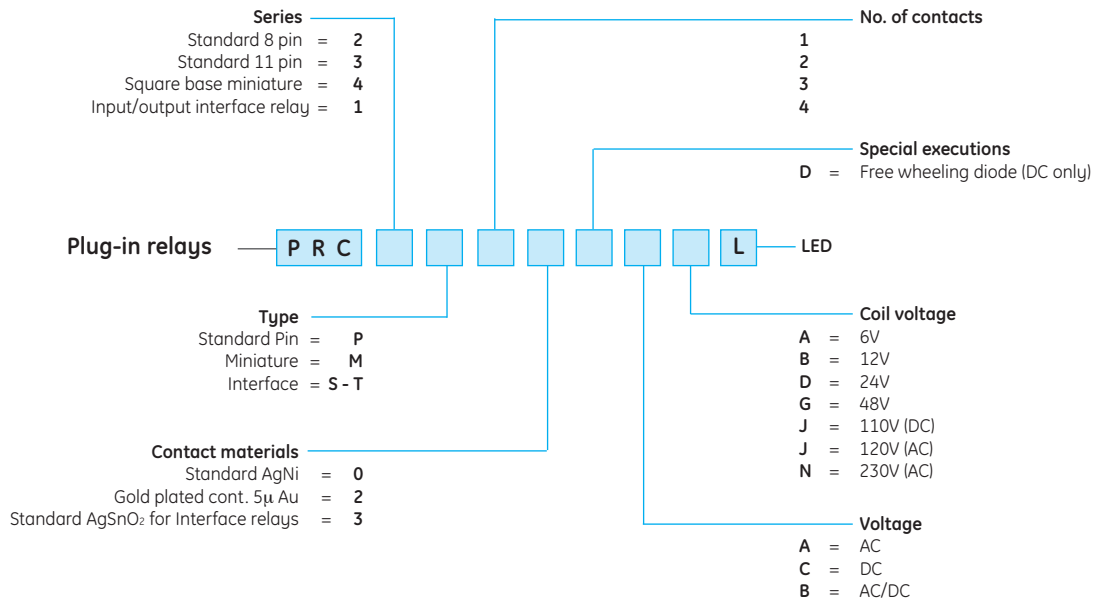 Series
Standard 8 pin = 2
Standard 11 pin = 3
Square base miniature = 4
Input/output interface relay = 1
No. of contacts
1
2
3
4
Special executions
D = Free wheeling diode (DC only)
Plug-in relays P R C L LED
Type
Standard Pin = P
Miniature = M
Interface = S - T
Contact materials
Standard AgNi = 0
Gold plated cont. 5μ Au = 2
Standard AgSnO₂ for Interface relays = 3
Coil voltage
A = 6V
B = 12V
D = 24V
G = 48V
J = 110V (DC)
J = 120V (AC)
N = 230V (AC)
Voltage
A = AC
C = DC
B = AC/DC